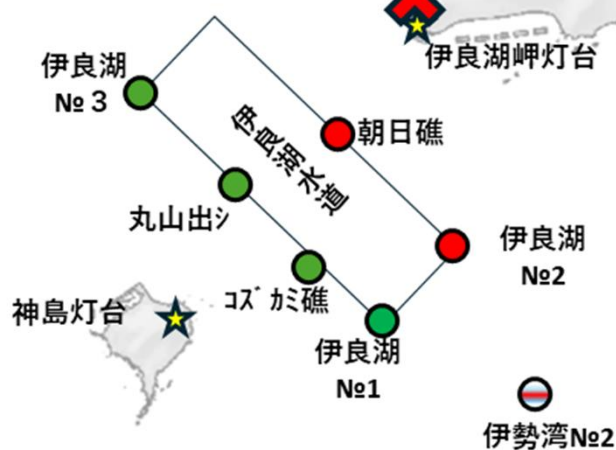 伊良湖岬灯台
伊良湖
№３
朝日礁
伊良湖水道
丸山出シ
伊良湖
№2
神島灯台
ｺｽﾞｶﾐ礁
伊良湖
№1
伊勢湾№2